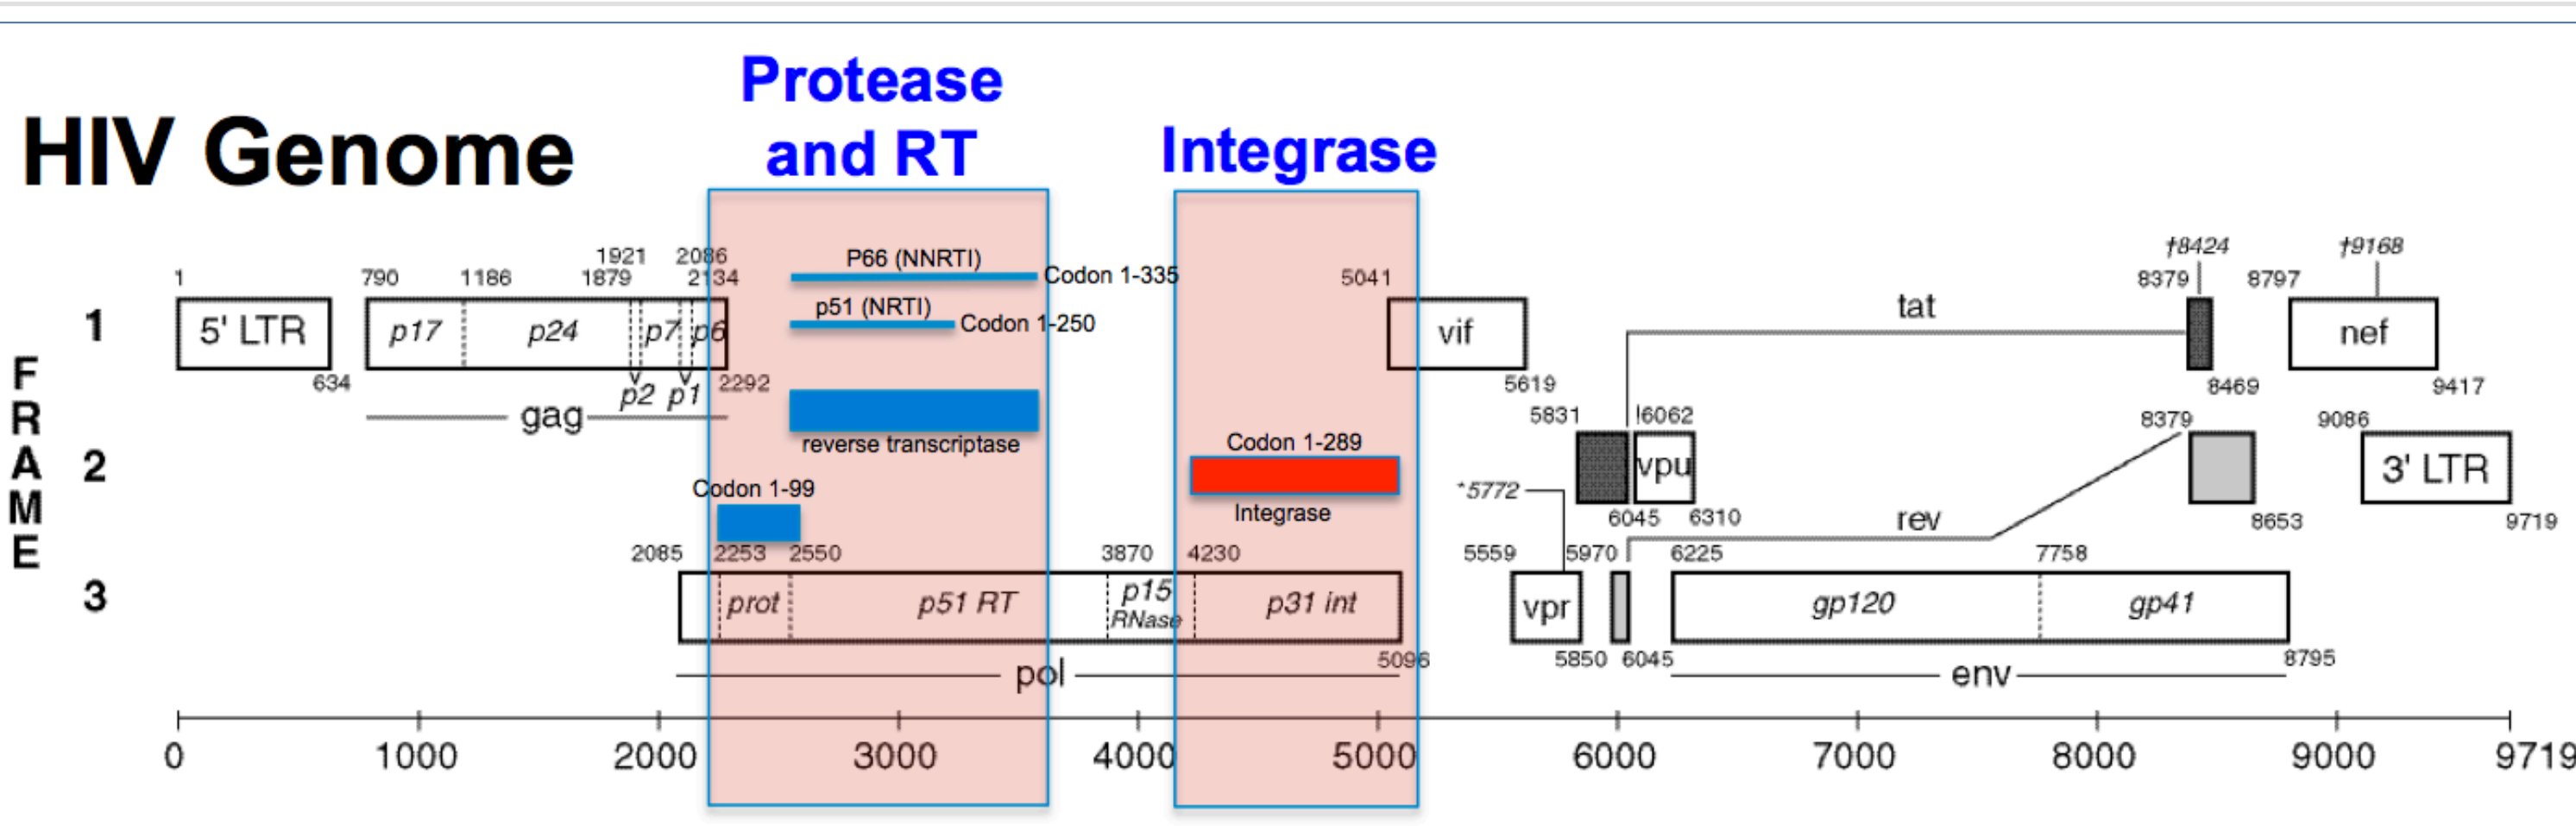 Protease
and RT
HIV Genome
Integrase
1921 2086
P66 (NNRTI)
†8424 †9168
1 790 1186 1879 2134
Codon 1-335
5041
8379 8797
p51 (NRTI)
Codon 1-250
tat
1 5' LTR p17 p24 p7 p6 vif nef
634 p2 p1 2292 5619 8469 9417
gag
reverse transcriptase
Codon 1-289
5831 !6062 8379 9086
FRAME
2 vpu 3' LTR
Codon 1-99
*5772
Integrase
6045 6310 rev 8653 9719
2085 2253 2550 3870 4230 5559 5970 6225 7758
3 prot p51 RT p15 RNase p31 int vpr gp120 gp41
5096 5850 6045 8795
pol env
0 1000 2000 3000 4000 5000 6000 7000 8000 9000 9719